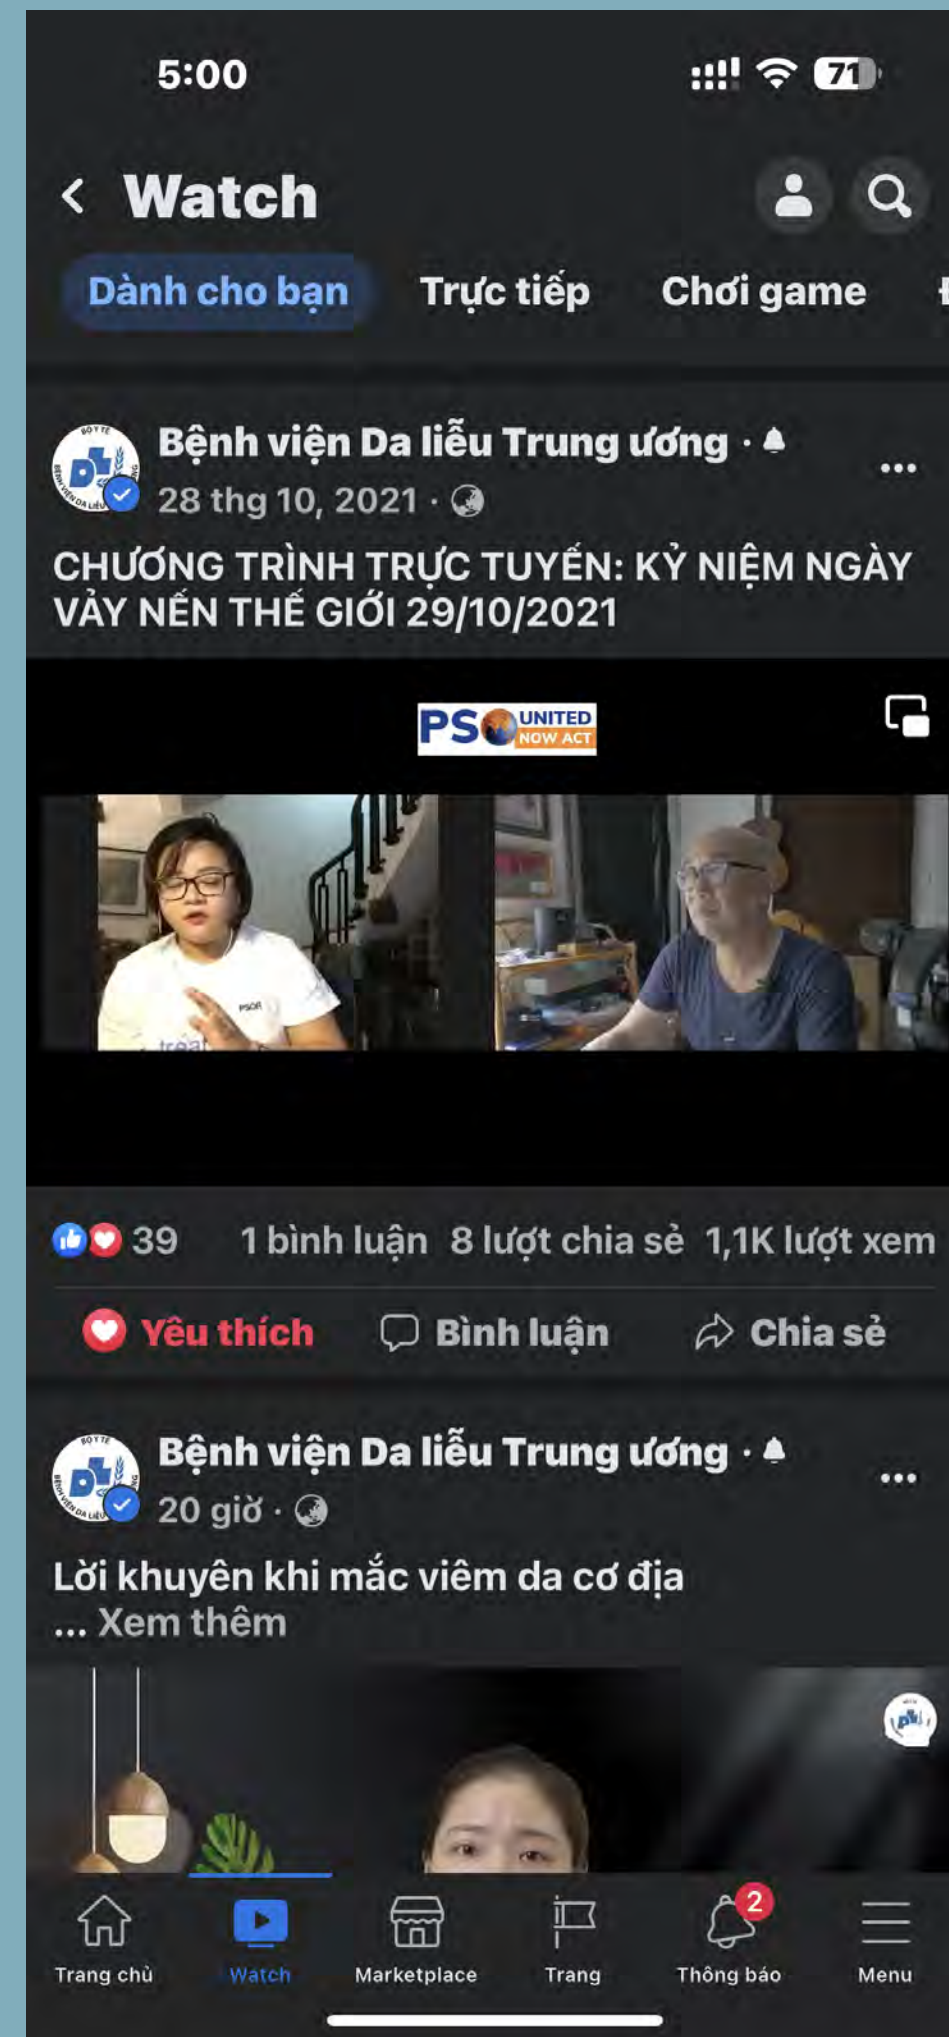 5:00
71
Watch
Dành cho bạn Trực tiếp Chơi game
Bệnh viện Da liễu Trung ương ·
28 thg 10, 2021 ·
CHƯƠNG TRÌNH TRỰC TUYẾN: KỶ NIỆM NGÀY
VẢY NẾN THẾ GIỚI 29/10/2021
PSO UNITED
NOW ACT
PSOR
treat
39 1 bình luận 8 lượt chia sẻ 1,1K lượt xem
Yêu thích Bình luận Chia sẻ
Bệnh viện Da liễu Trung ương ·
20 giờ ·
Lời khuyên khi mắc viêm da cơ địa
... Xem thêm
2
Trang chủ Watch Marketplace Trang Thông báo Menu